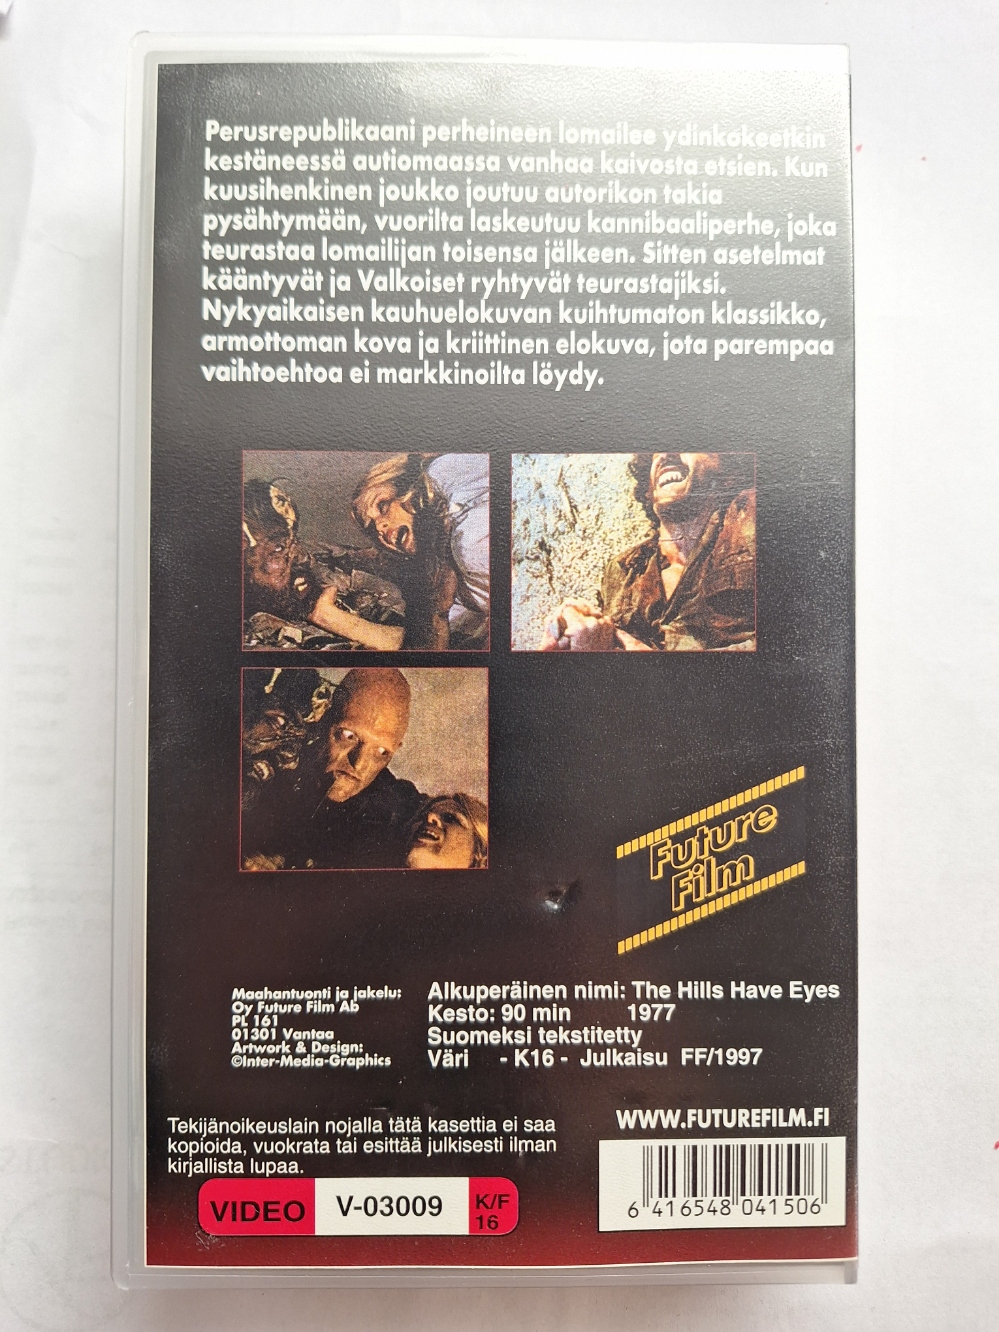 Perusrepublikaani perheineen lomailee ydinkokeetkin
kestäneessä autiomaassa vanhaa kaivosta etsien. Kun
kuusihenkinen joukko joutuu autorikon takia
pysähtymään, vuorilta laskeutuu kannibaaliperhe, joka
teurastaa lomailijan toisensa jälkeen. Sitten asetelmat
kääntyvät ja Valkoiset ryhtyvät teurastajiksi.
Nykyaikaisen kauhuelokuvan kuihtumaton klassikko,
armottoman kova ja kriittinen elokuva, jota parempaa
vaihtoehtoa ei markkinoilta löydy.
Future
Film
Maahantuonti ja jakelu:
Oy Future Film Ab
PL 161
01301 Vantaa
Artwork & Design:
©Inter-Media-Graphics
Alkuperäinen nimi: The Hills Have Eyes
Kesto: 90 min 1977
Suomeksi tekstitetty
Väri - K16 - Julkaisu FF/1997
Tekijänoikeuslain nojalla tätä kasettia ei saa
kopioida, vuokrata tai esittää julkisesti ilman
kirjallista lupaa.
WWW.FUTUREFILM.FI
VIDEO V-03009 K/F
16
6 416548 041506